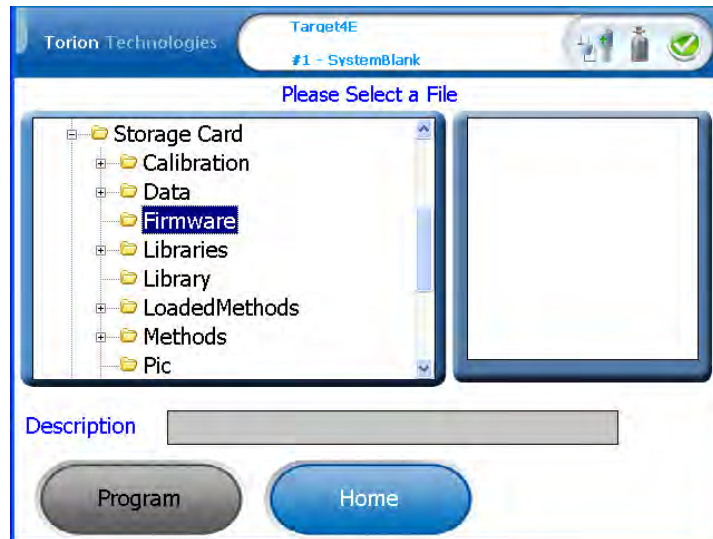 Torion Technologies
Target4E
#1 - SystemBlank
Please Select a File
Storage Card
Calibration
Data
Firmware
Libraries
Library
LoadedMethods
Methods
Pic
Description
Program
Home